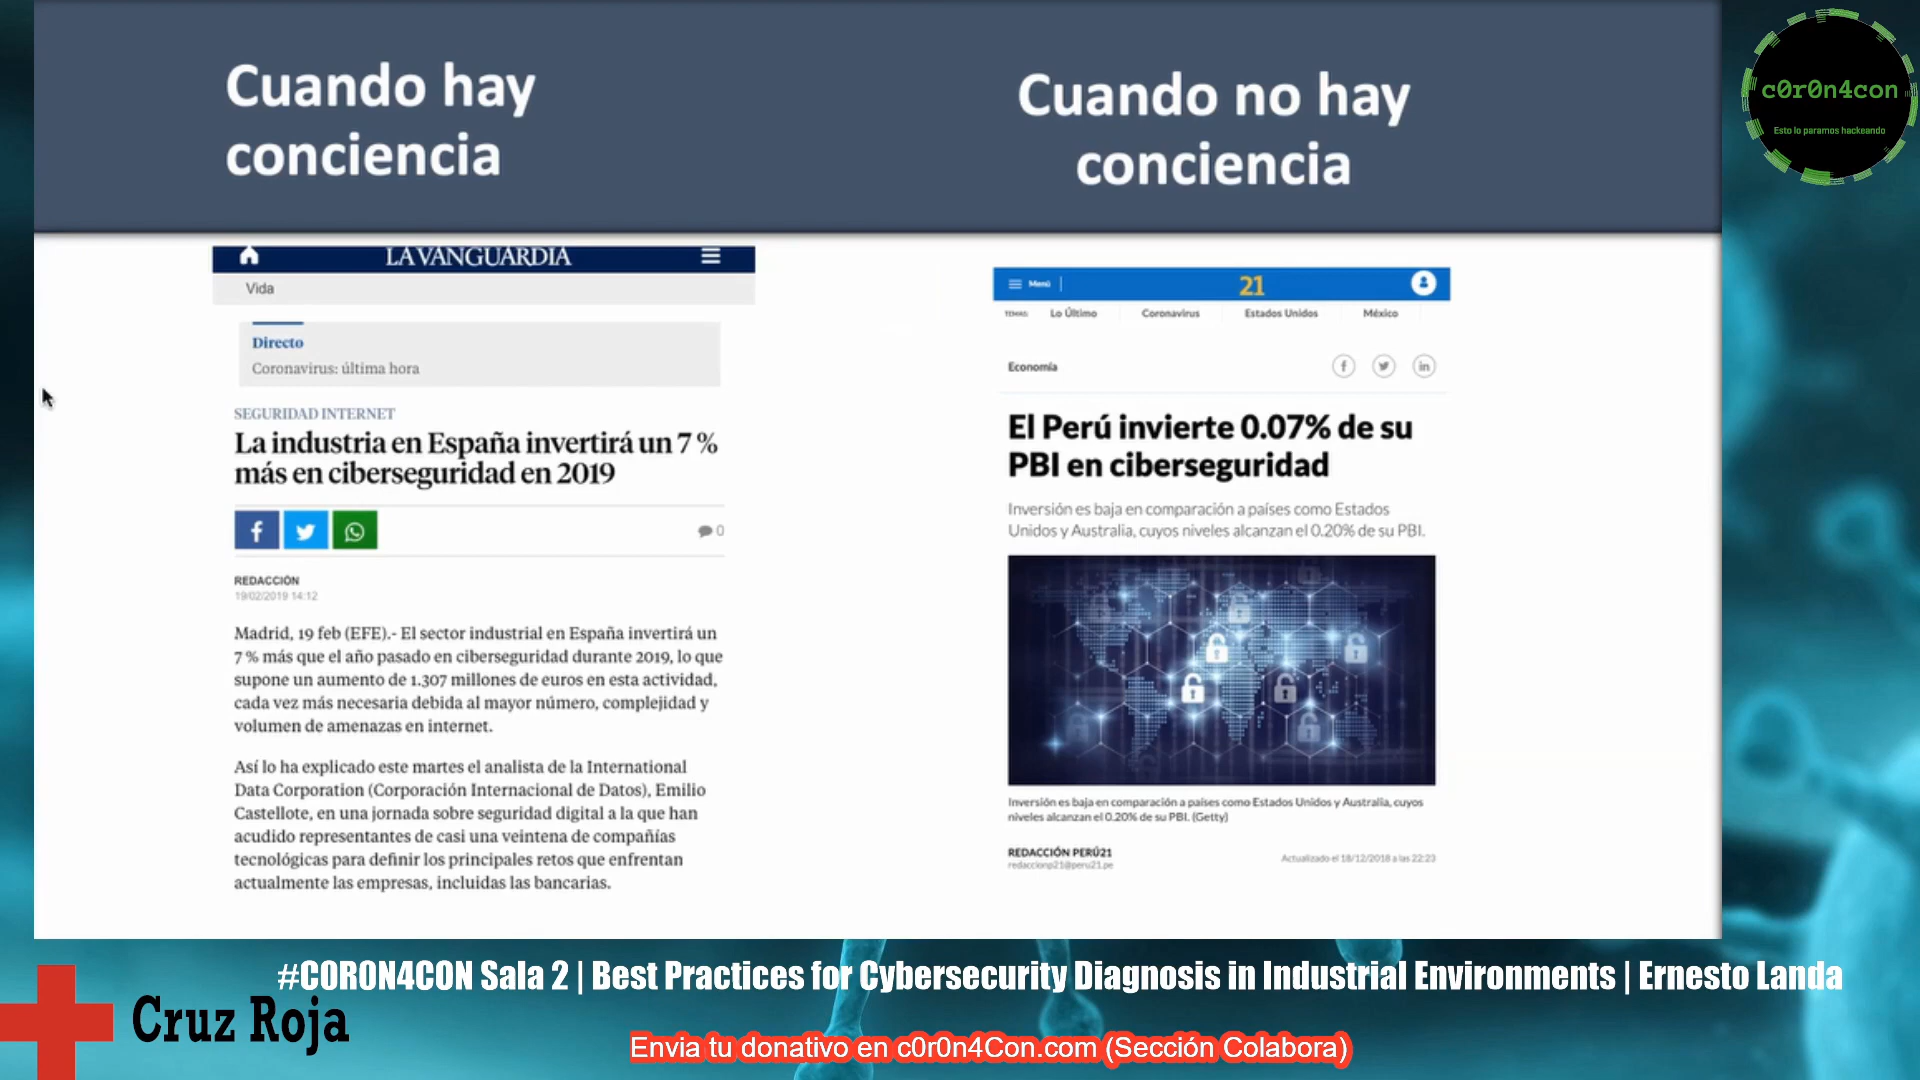 Cuando hay
conciencia
Cuando no hay
conciencia
c0r0n4con
Esto lo paramos hackeando
LA VANGUARDIA
Vida
Directo
Coronavirus: última hora
SEGURIDAD INTERNET
La industria en España invertirá un 7 %
más en ciberseguridad en 2019
0
REDACCIÓN
19/02/2019 14:12
Madrid, 19 feb (EFE).- El sector industrial en España invertirá un
7 % más que el año pasado en ciberseguridad durante 2019, lo que
supone un aumento de 1.307 millones de euros en esta actividad,
cada vez más necesaria debida al mayor número, complejidad y
volumen de amenazas en internet.
Así lo ha explicado este martes el analista de la International
Data Corporation (Corporación Internacional de Datos), Emilio
Castellote, en una jornada sobre seguridad digital a la que han
acudido representantes de casi una veintena de compañías
tecnológicas para definir los principales retos que enfrentan
actualmente las empresas, incluidas las bancarias.
Menú
21
TEMAS: Lo Último Coronavirus Estados Unidos México
Economía
El Perú invierte 0.07% de su
PBI en ciberseguridad
Inversión es baja en comparación a países como Estados
Unidos y Australia, cuyos niveles alcanzan el 0.20% de su PBI.
Inversión es baja en comparación a países como Estados Unidos y Australia, cuyos
niveles alcanzan el 0.20% de su PBI. (Getty)
REDACCIÓN PERÚ21
redaccionp21@peru21.pe
Actualizado el 18/12/2018 a las 22:23
#CORON4CON Sala 2 | Best Practices for Cybersecurity Diagnosis in Industrial Environments | Ernesto Landa
Cruz Roja
Envia tu donativo en c0r0n4Con.com (Sección Colabora)